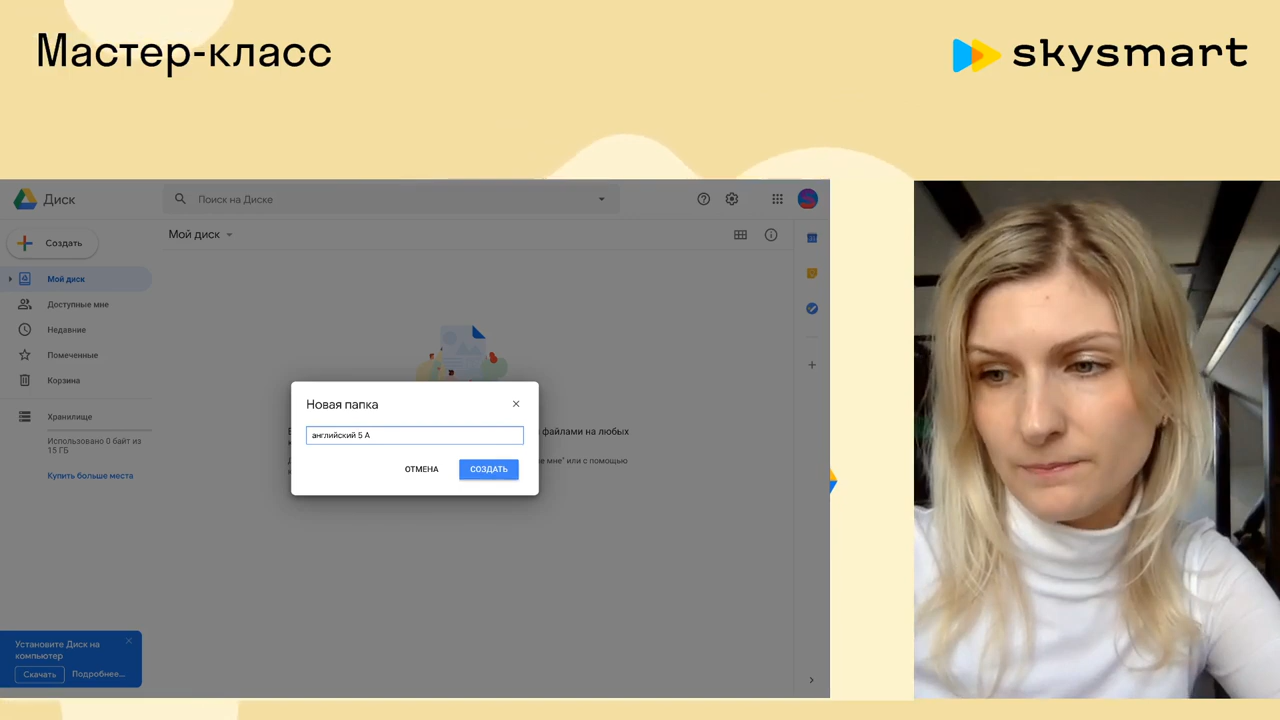 Мастер-класс
skysmart
Диск
Поиск на Диске
Создать
Мой диск
Мой диск
Доступные мне
Недавние
Помеченные
Корзина
Хранилище
Использовано 0 байт из
15 ГБ
Купить больше места
Новая папка
английский 5 А
ОТМЕНА
СОЗДАТЬ
файлами на любых
мне" или с помощью
Установите Диск на
компьютер
Скачать
Подробнее...